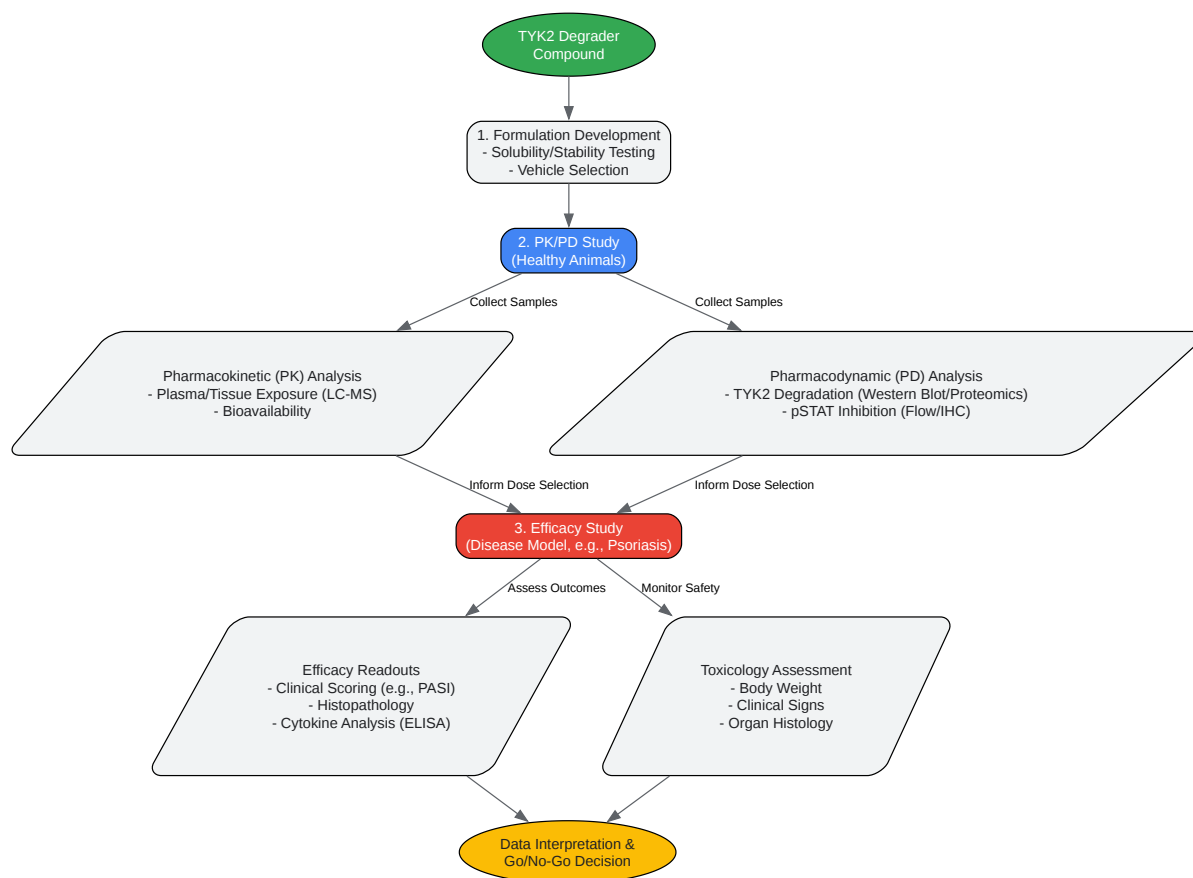 TYK2 Degrader
Compound
1. Formulation Development
- Solubility/Stability Testing
- Vehicle Selection
2. PK/PD Study
(Healthy Animals)
Collect Samples
Collect Samples
Pharmacokinetic (PK) Analysis
- Plasma/Tissue Exposure (LC-MS)
- Bioavailability
Pharmacodynamic (PD) Analysis
- TYK2 Degradation (Western Blot/Proteomics)
- pSTAT Inhibition (Flow/IHC)
Inform Dose Selection
Inform Dose Selection
3. Efficacy Study
(Disease Model, e.g., Psoriasis)
Assess Outcomes
Monitor Safety
Efficacy Readouts
- Clinical Scoring (e.g., PASI)
- Histopathology
- Cytokine Analysis (ELISA)
Toxicology Assessment
- Body Weight
- Clinical Signs
- Organ Histology
Data Interpretation &
Go/No-Go Decision